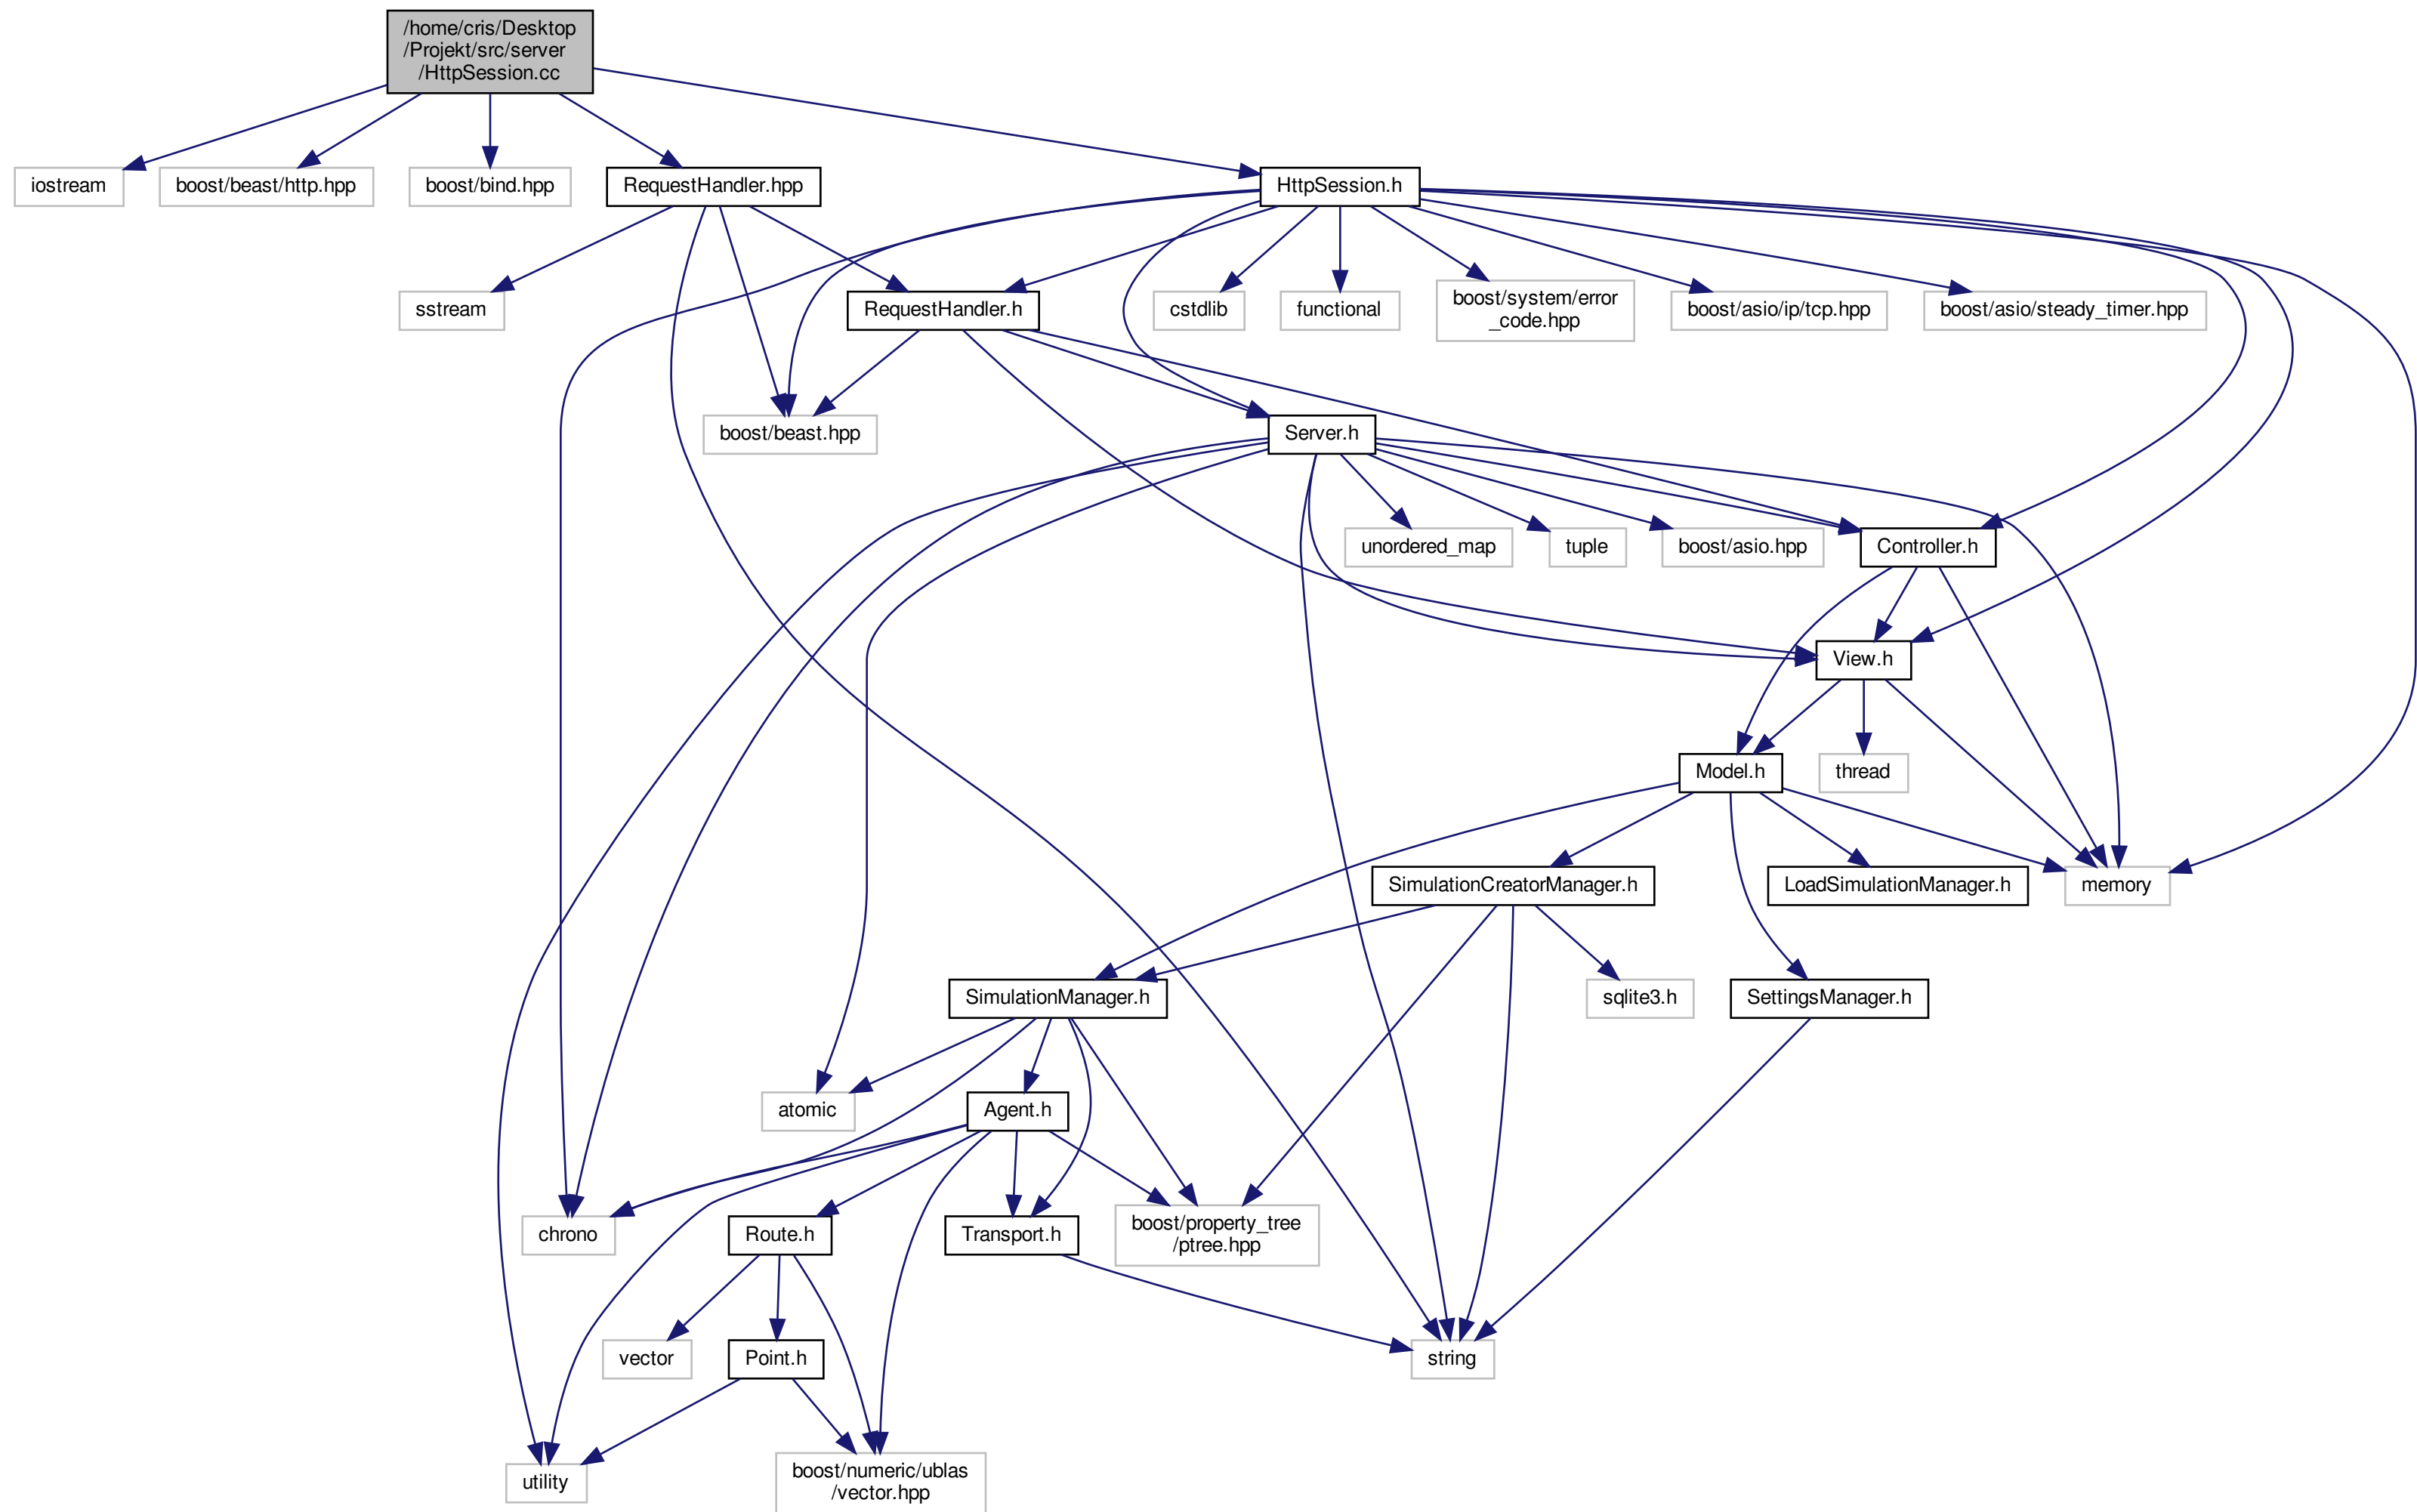 /home/cris/Desktop
/Projekt/src/server
/HttpSession.cc
iostream
boost/beast/http.hpp
boost/bind.hpp
RequestHandler.hpp
HttpSession.h
sstream
RequestHandler.h
cstdlib
functional
boost/system/error
_code.hpp
boost/asio/ip/tcp.hpp
boost/asio/steady_timer.hpp
boost/beast.hpp
Server.h
unordered_map
tuple
boost/asio.hpp
Controller.h
View.h
Model.h
thread
SimulationCreatorManager.h
LoadSimulationManager.h
memory
SimulationManager.h
sqlite3.h
SettingsManager.h
atomic
Agent.h
chrono
Route.h
Transport.h
boost/property_tree
/ptree.hpp
vector
Point.h
string
utility
boost/numeric/ublas
/vector.hpp